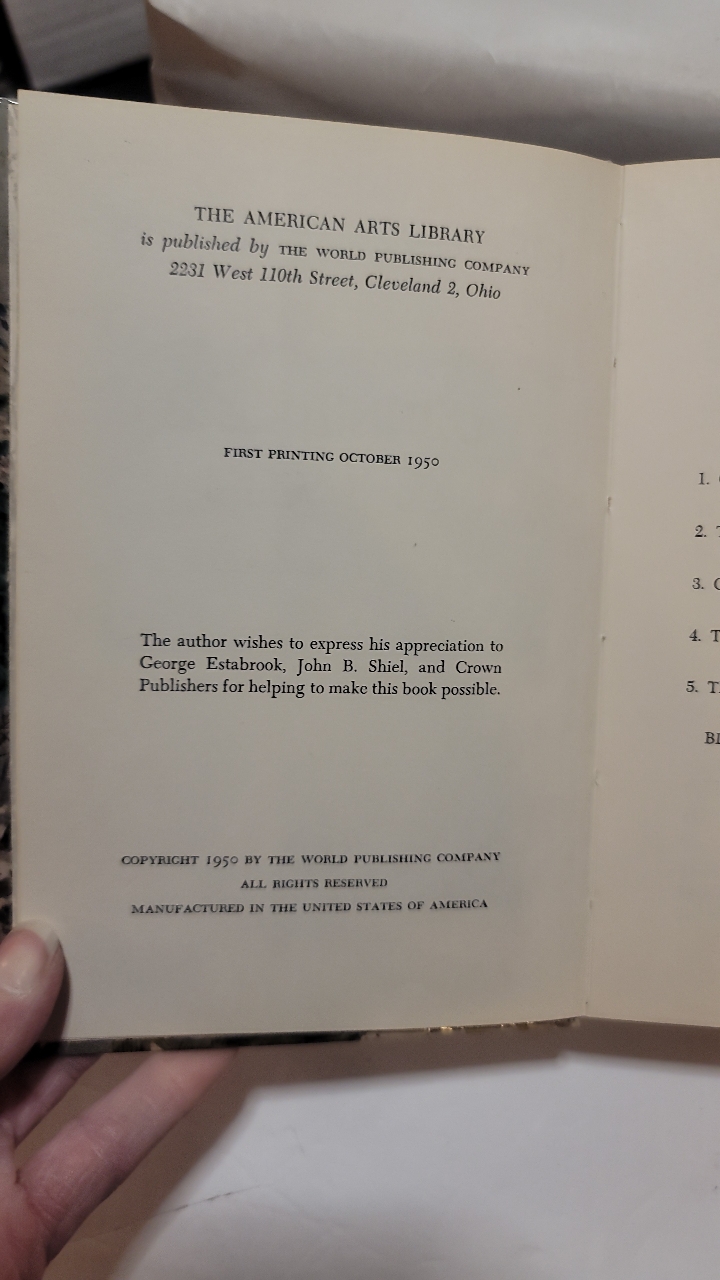 THE AMERICAN ARTS LIBRARY
is published by THE WORLD PUBLISHING COMPANY
2231 West 110th Street, Cleveland 2, Ohio
FIRST PRINTING OCTOBER 1950
The author wishes to express his appreciation to
George Estabrook, John B. Shiel, and Crown
Publishers for helping to make this book possible.
COPYRIGHT 1950 BY THE WORLD PUBLISHING COMPANY
ALL RIGHTS RESERVED
MANUFACTURED IN THE UNITED STATES OF AMERICA
1.
2.
3.
4.
5.